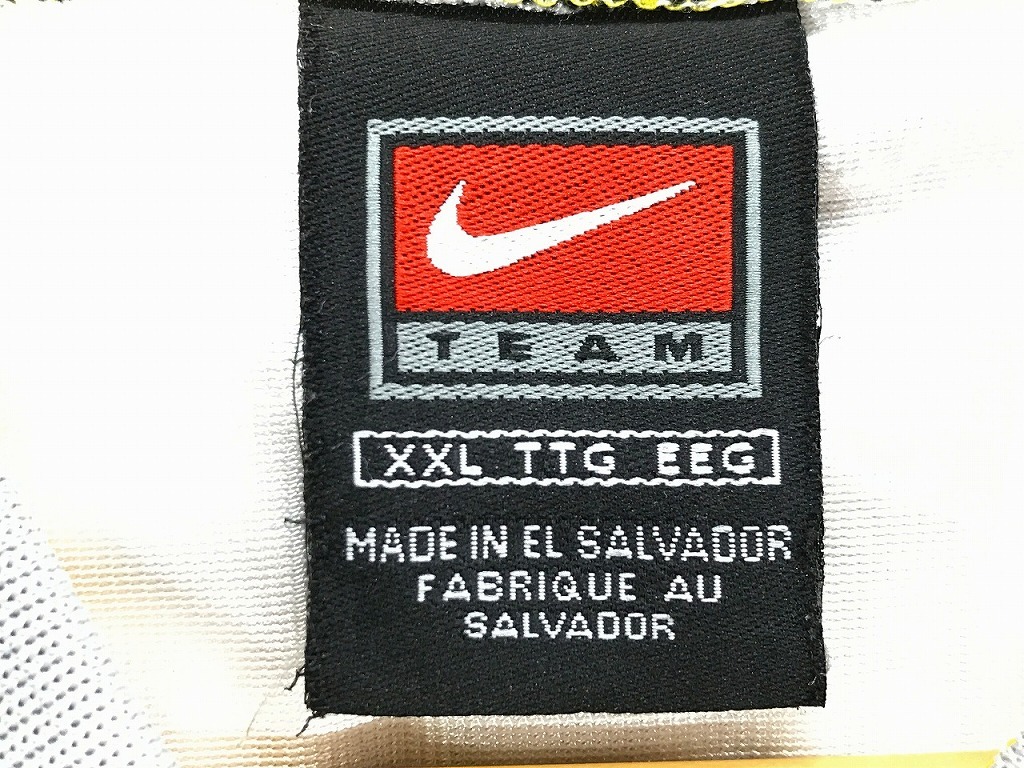 TEAM
XXL TTG EEG
MADE IN EL SALVADOR
FABRIQUE AU
SALVADOR